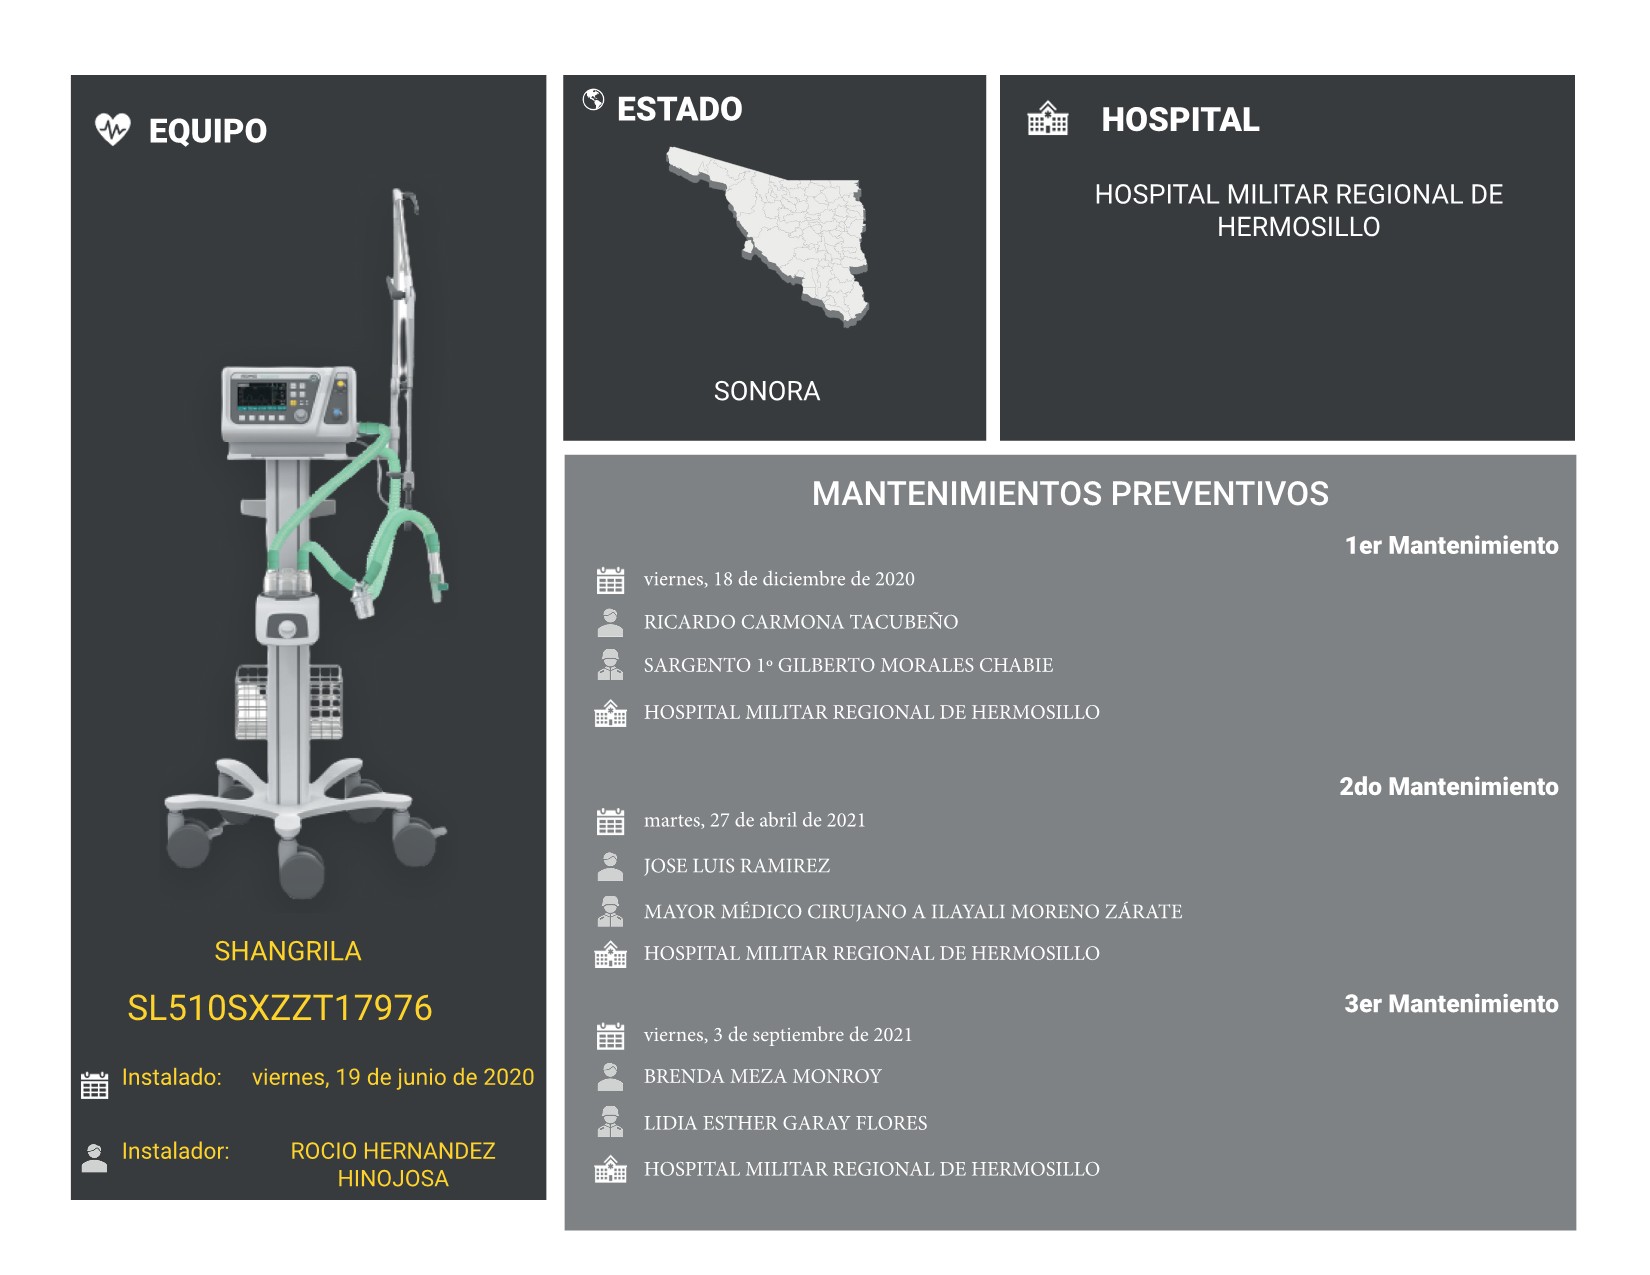 EQUIPO
SHANGRILA
SL510SXZZT17976
Instalado: viernes, 19 de junio de 2020
Instalador: ROCIO HERNANDEZ
HINOJOSA
ESTADO
SONORA
HOSPITAL
HOSPITAL MILITAR REGIONAL DE
HERMOSILLO
MANTENIMIENTOS PREVENTIVOS
1er Mantenimiento
viernes, 18 de diciembre de 2020
RICARDO CARMONA TACUBEÑO
SARGENTO 1º GILBERTO MORALES CHABIE
HOSPITAL MILITAR REGIONAL DE HERMOSILLO
2do Mantenimiento
martes, 27 de abril de 2021
JOSE LUIS RAMIREZ
MAYOR MÉDICO CIRUJANO A ILAYALI MORENO ZÁRATE
HOSPITAL MILITAR REGIONAL DE HERMOSILLO
3er Mantenimiento
viernes, 3 de septiembre de 2021
BRENDA MEZA MONROY
LIDIA ESTHER GARAY FLORES
HOSPITAL MILITAR REGIONAL DE HERMOSILLO